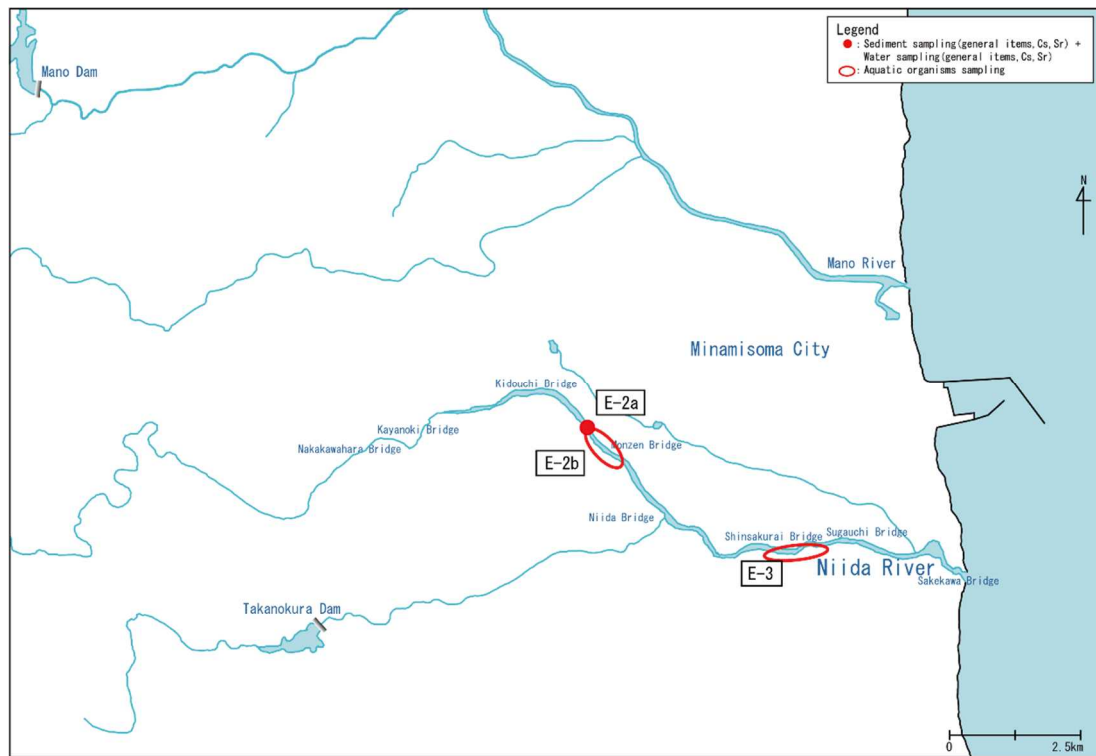 Legend
: Sediment sampling(general items,Cs,Sr) +
Water sampling(general items,Cs,Sr)
: Aquatic organisms sampling
Mano Dam
N
Mano River
Minamisoma City
Kidouchi Bridge
E-2a
Kayanoki Bridge
Nakakawahara Bridge
Monzen Bridge
E-2b
Niida Bridge
Shinsakurai Bridge
Sugauchi Bridge
E-3
Niida River
Sakekawa Bridge
Takanokura Dam
0
2.5km